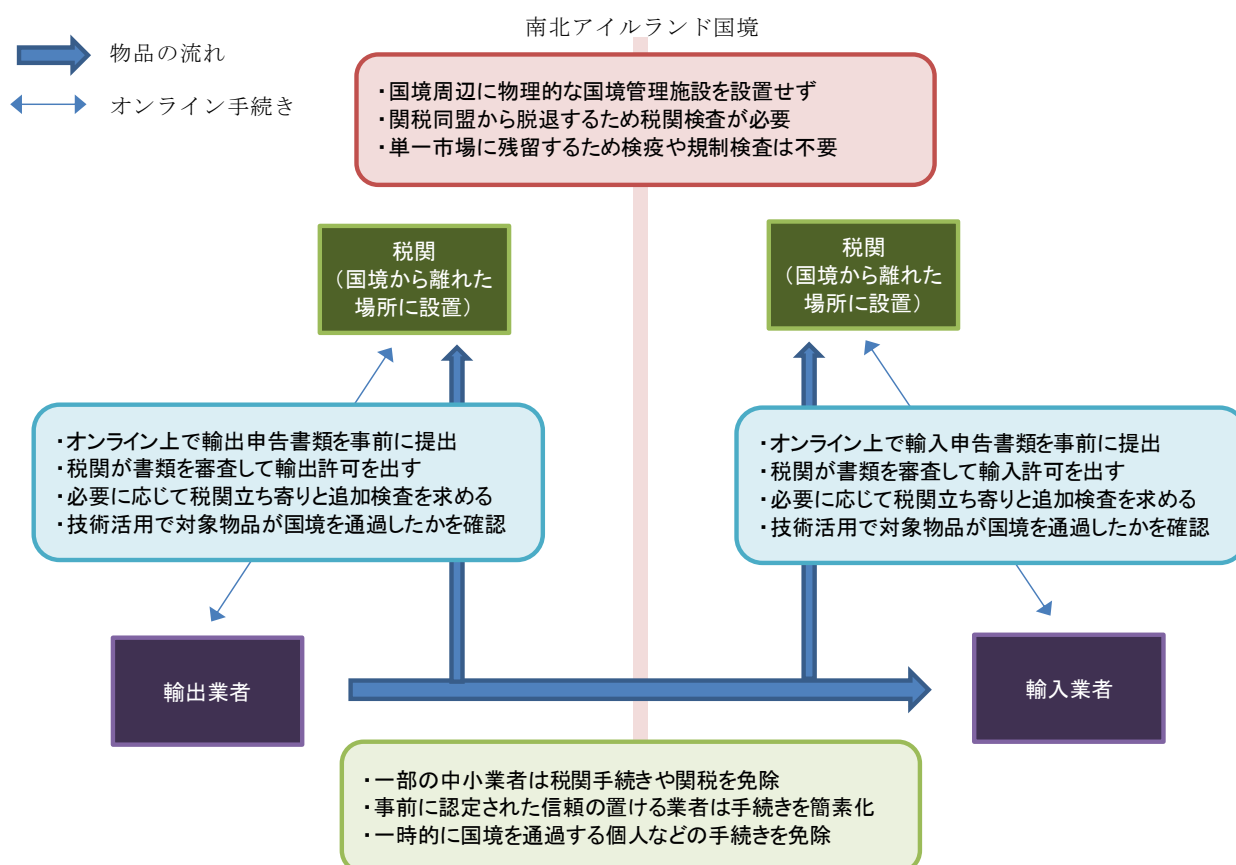 南北アイルランド国境
物品の流れ
オンライン手続き
・国境周辺に物理的な国境管理施設を設置せず
・関税同盟から脱退するため税関検査が必要
・単一市場に残留するため検疫や規制検査は不要
税関
（国境から離れた
場所に設置）
税関
（国境から離れた
場所に設置）
・オンライン上で輸出申告書類を事前に提出
・税関が書類を審査して輸出許可を出す
・必要に応じて税関立ち寄りと追加検査を求める
・技術活用で対象物品が国境を通過したかを確認
・オンライン上で輸入申告書類を事前に提出
・税関が書類を審査して輸入許可を出す
・必要に応じて税関立ち寄りと追加検査を求める
・技術活用で対象物品が国境を通過したかを確認
輸出業者
輸入業者
・一部の中小業者は税関手続きや関税を免除
・事前に認定された信頼の置ける業者は手続きを簡素化
・一時的に国境を通過する個人などの手続きを免除